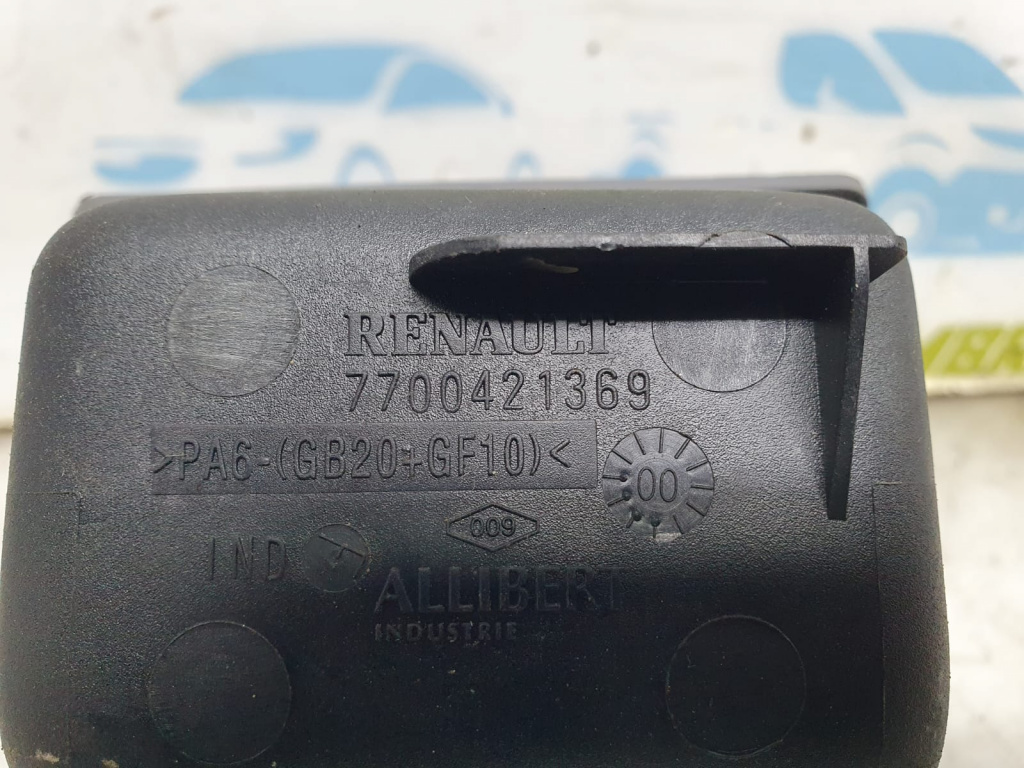 RENAULT
7700421369
>PA6-(GB20+GF10)<
00
009
IND
ALLIBERT
INDUSTRIE